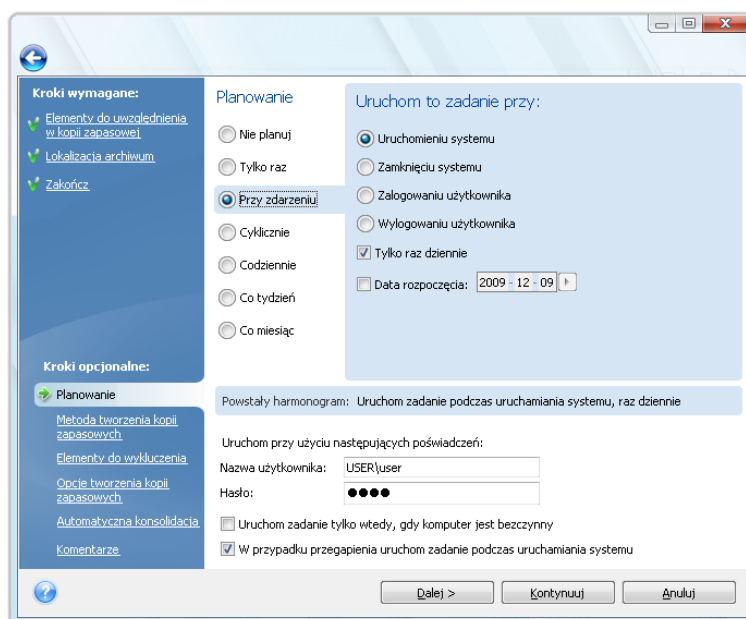 Kroki wymagane:
Elementy do uwzględnienia
w kopii zapasowej
Lokalizacja archiwum
Zakończ
Kroki opcjonalne:
Planowanie
Metoda tworzenia kopii
zapasowych
Elementy do wykluczenia
Opcje tworzenia kopii
zapasowych
Automatyczna konsolidacja
Komentarze
Planowanie
Nie planuj
Tylko raz
Przy zdarzeniu
Cyklicznie
Codziennie
Co tydzień
Co miesiąc
Uruchom to zadanie przy:
Uruchomieniu systemu
Zamknięciu systemu
Zalogowaniu użytkownika
Wylogowaniu użytkownika
Tylko raz dziennie
Data rozpoczęcia: 2009 - 12 - 09
Powstały harmonogram: Uruchom zadanie podczas uruchamiania systemu, raz dziennie
Uruchom przy użyciu następujących poświadczeń:
Nazwa użytkownika: USER\user
Hasło: ●●●●
Uruchom zadanie tylko wtedy, gdy komputer jest bezczynny
W przypadku przegapienia uruchom zadanie podczas uruchamiania systemu
Dalej > Kontynuuj Anuluj